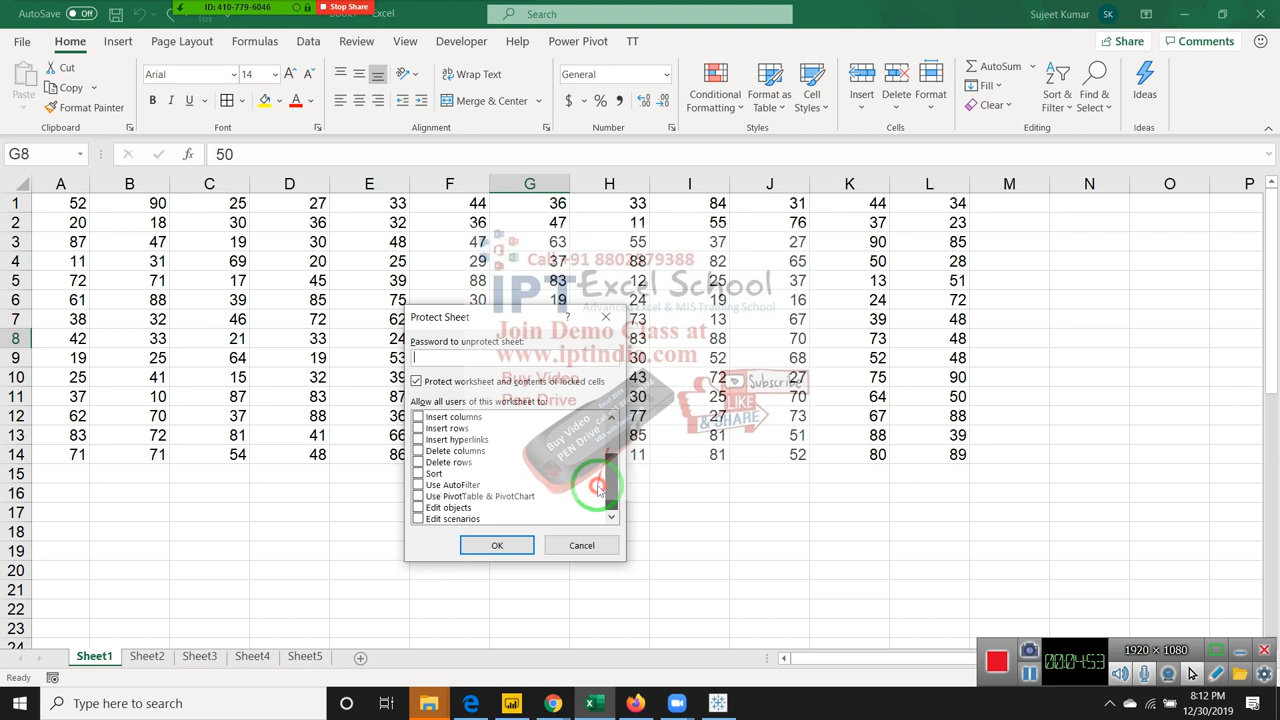 AutoSave Off
ID: 410-779-6046
Stop Share
Excel
Search
Sujeet Kumar
SK
File Home Insert Page Layout Formulas Data Review View Developer Help Power Pivot TT
Share
Comments
Paste
Cut
Copy
Format Painter
Clipboard
Arial
14
B I U
Font
Wrap Text
Merge & Center
Alignment
General
Number
Conditional Formatting
Format as Table
Cell Styles
Styles
Insert
Delete
Format
Cells
AutoSum
Fill
Clear
Sort & Filter
Find & Select
Editing
Ideas
Ideas
G8
fx
50
A B C D E F G H I J K L M N O P
1 52 90 25 27 33 44 36 33 84 31 44 34
2 20 18 30 36 32 36 47 11 55 76 37 23
3 87 47 19 30 48 47 63 55 37 27 90 85
4 11 31 69 20 25 29 37 88 82 65 50 28
5 72 71 17 45 39 88 83 12 25 37 13 51
6 61 88 39 85 75 30 19 24 19 16 24 72
7 38 32 46 72 62 73 13 67 39 48
8 42 33 21 33 24 83 88 70 73 48
9 19 25 64 19 53 30 52 68 52 48
10 25 41 15 32 39 43 72 27 75 90
11 37 10 87 83 87 30 25 70 64 50
12 62 70 37 88 36 77 27 73 67 88
13 83 72 81 41 66 85 81 51 88 39
14 71 71 54 48 86 11 81 52 80 89
15
16
17
18
19
20
21
22
23
24
IPT Excel School
Advanced Excel & MIS Training School
Join Demo Class at
www.iptindia.com
Buy Video
Pen Drive
Buy Video
PEN Drive
Subscribe
LIKE
& SHARE
Protect Sheet
?
Password to unprotect sheet:
Protect worksheet and contents of locked cells
Allow all users of this worksheet to:
Insert columns
Insert rows
Insert hyperlinks
Delete columns
Delete rows
Sort
Use AutoFilter
Use PivotTable & PivotChart
Edit objects
Edit scenarios
OK
Cancel
Sheet1 Sheet2 Sheet3 Sheet4 Sheet5
Ready
1920 × 1080
00:04:53
Type here to search
8:12 PM
12/30/2019